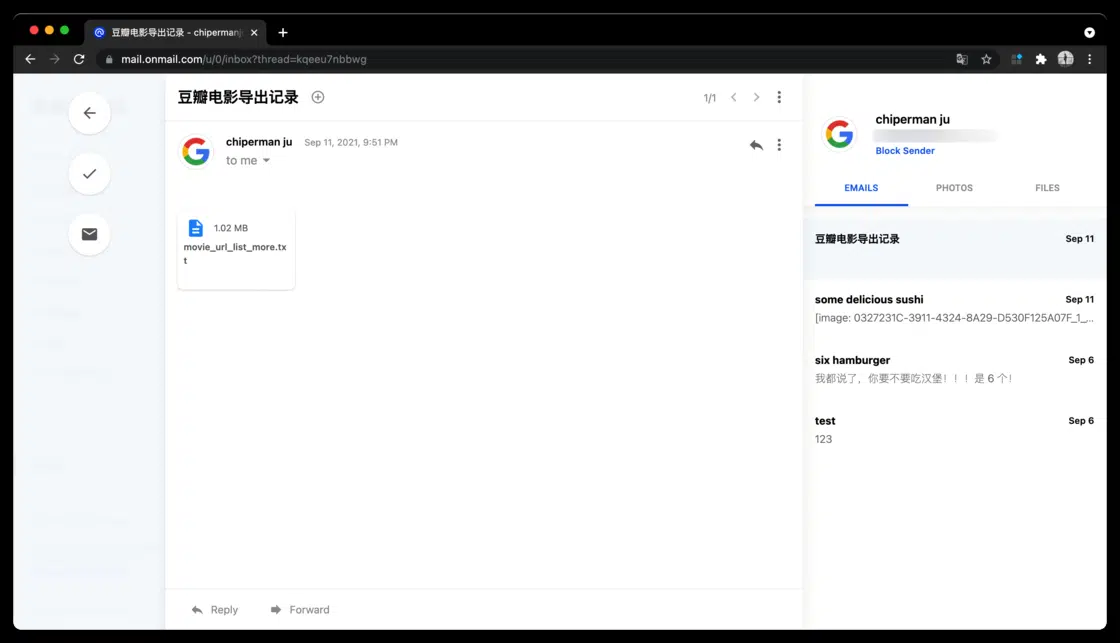 豆瓣电影导出记录 - chiperman
mail.onmail.com/u/0/inbox?thread=kqeeu7nbbwg
豆瓣电影导出记录
1/1
chiperman ju Sep 11, 2021, 9:51 PM
to me
1.02 MB
movie_url_list_more.tx
t
Reply Forward
chiperman ju
Block Sender
EMAILS PHOTOS FILES
豆瓣电影导出记录 Sep 11
some delicious sushi Sep 11
[image: 0327231C-3911-4324-8A29-D530F125A07F_1_...
six hamburger Sep 6
我都说了，你要不要吃汉堡！！！是 6 个！
test Sep 6
123